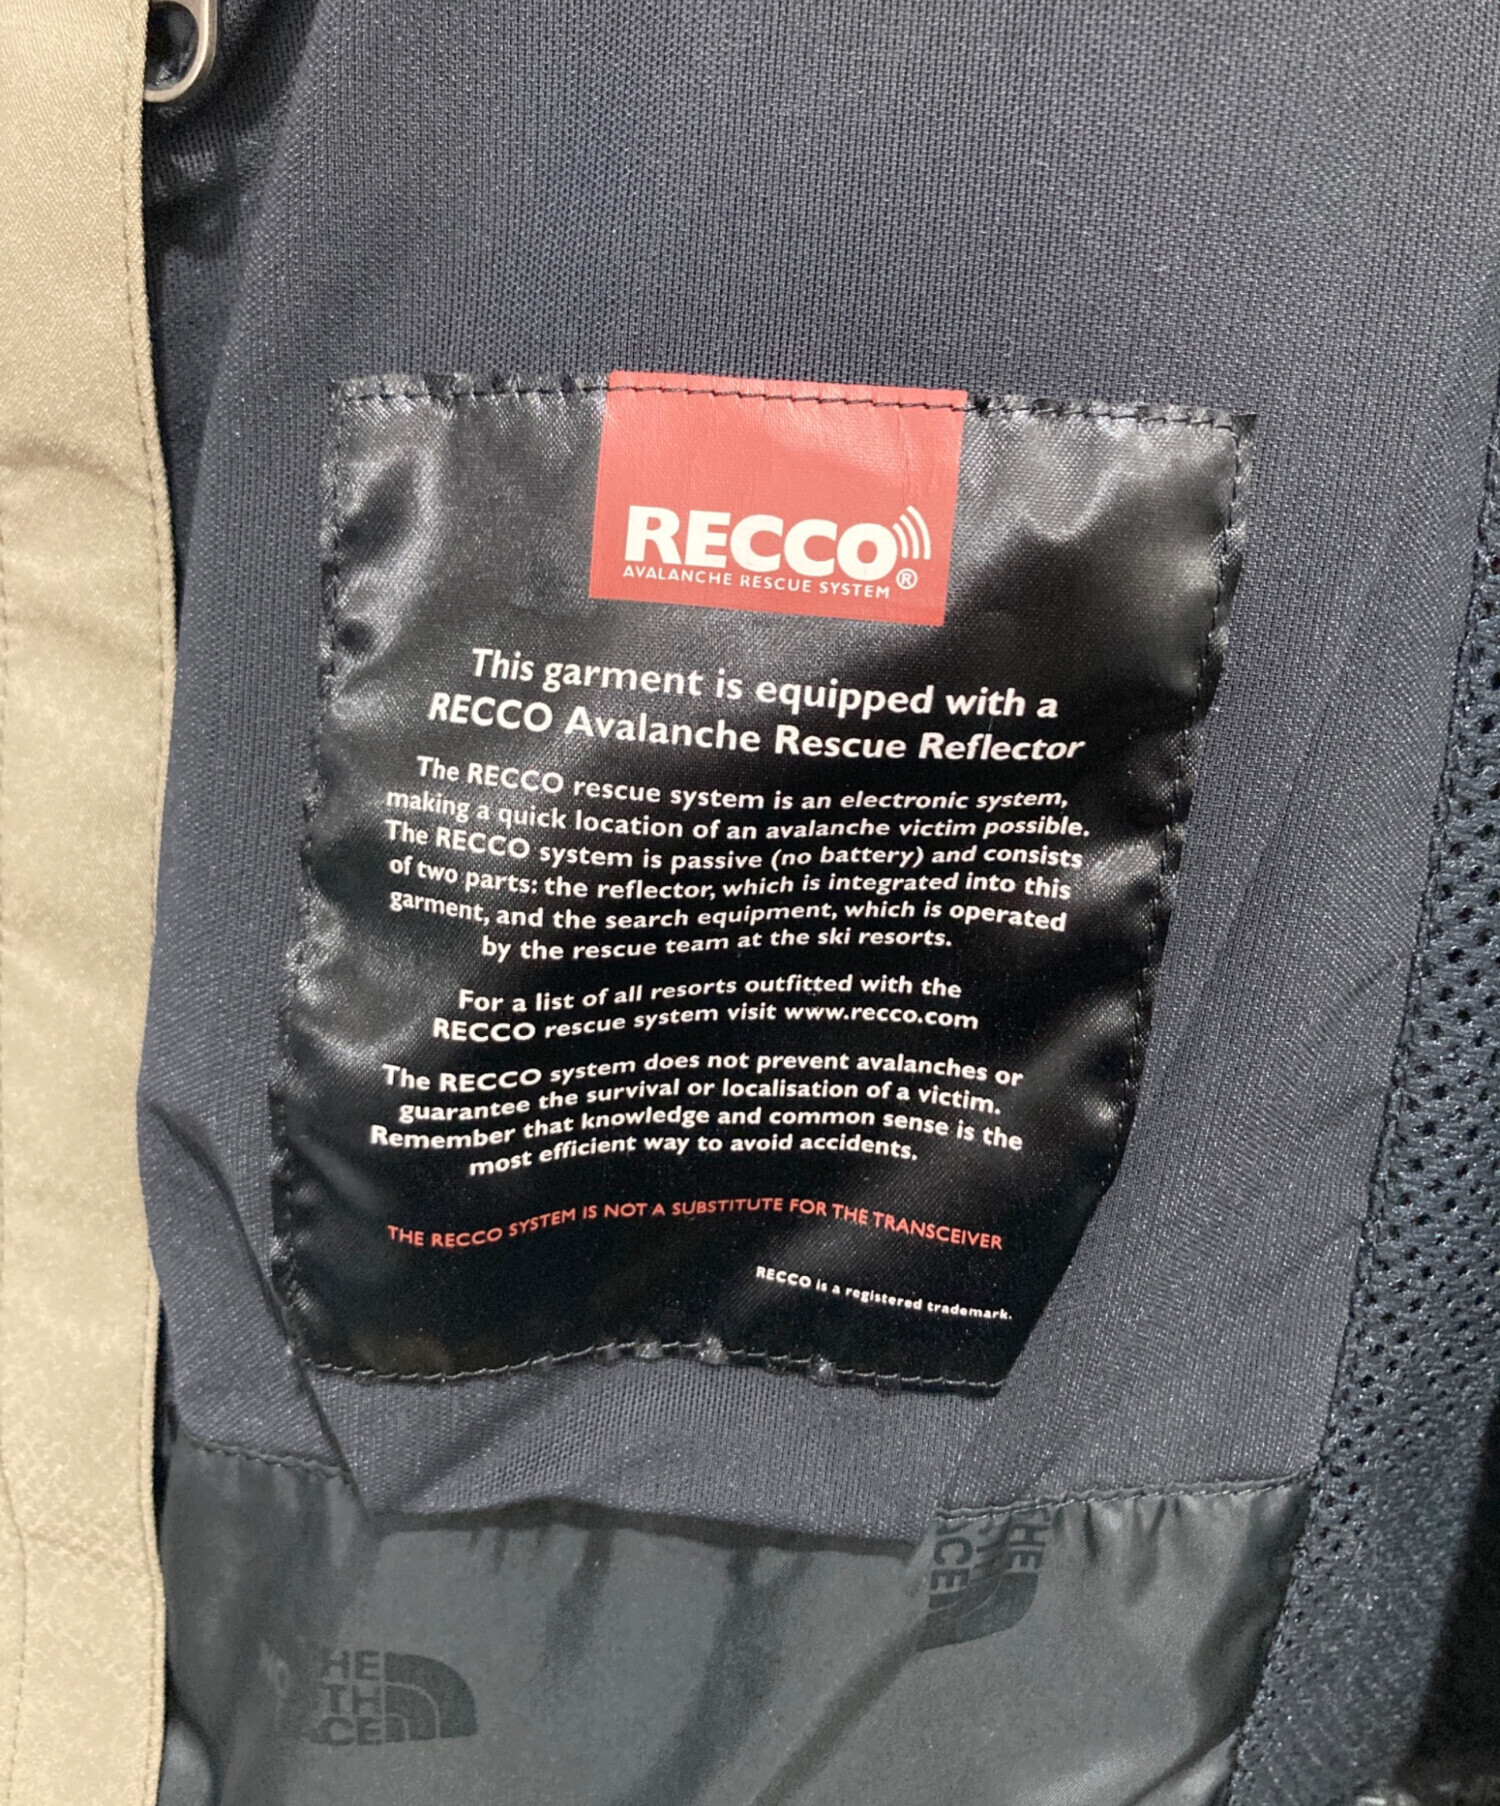 RECCO®
AVALANCHE RESCUE SYSTEM
This garment is equipped with a
RECCO Avalanche Rescue Reflector
The RECCO rescue system is an electronic system,
making a quick location of an avalanche victim possible.
The RECCO system is passive (no battery) and consists
of two parts: the reflector, which is integrated into this
garment, and the search equipment, which is operated
by the rescue team at the ski resorts.
For a list of all resorts outfitted with the
RECCO rescue system visit www.recco.com
The RECCO system does not prevent avalanches or
guarantee the survival or localisation of a victim.
Remember that knowledge and common sense is the
most efficient way to avoid accidents.
THE RECCO SYSTEM IS NOT A SUBSTITUTE FOR THE TRANSCEIVER
RECCO is a registered trademark.